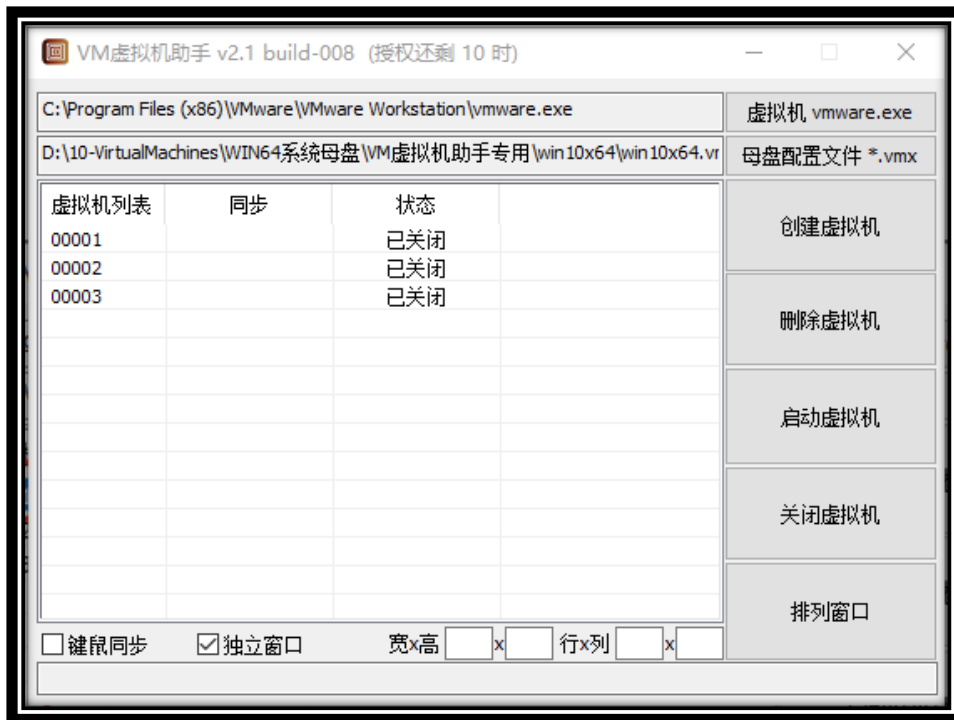 VM虚拟机助手 v2.1 build-008 (授权还剩 10 时)
C:\Program Files (x86)\VMware\VMware Workstation\vmware.exe 虚拟机 vmware.exe
D:\10-VirtualMachines\WIN64系统母盘\VM虚拟机助手专用\win10x64\win10x64.vr 母盘配置文件 *.vmx
虚拟机列表 同步 状态
00001 已关闭
00002 已关闭
00003 已关闭
创建虚拟机
删除虚拟机
启动虚拟机
关闭虚拟机
排列窗口
键鼠同步 独立窗口 宽x高 x 行x列 x